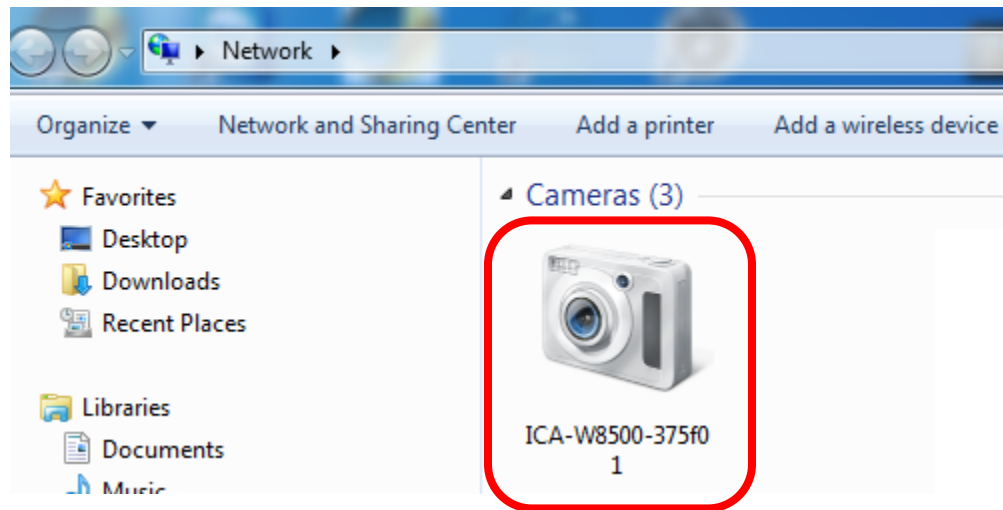 Network
Organize Network and Sharing Center Add a printer Add a wireless device
Favorites
Desktop
Downloads
Recent Places
Libraries
Documents
Music
Cameras (3)
ICA-W8500-375f0
1